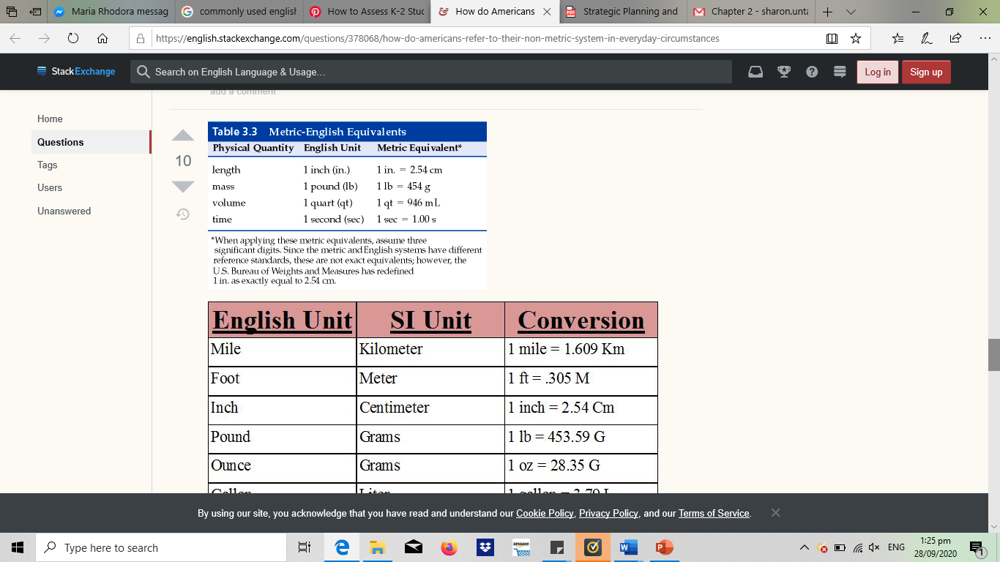 Maria Rhodora messag
commonly used english
How to Assess K-2 Stud
How do Americans
Strategic Planning and
Chapter 2 - sharon.unta
https://english.stackexchange.com/questions/378068/how-do-americans-refer-to-their-non-metric-system-in-everyday-circumstances
StackExchange
Search on English Language & Usage...
Log in
Sign up
add a comment
Home
Questions
Tags
Users
Unanswered
10
Table 3.3 Metric-English Equivalents
Physical Quantity English Unit Metric Equivalent*
length 1 inch (in.) 1 in. = 2.54 cm
mass 1 pound (lb) 1 lb = 454 g
volume 1 quart (qt) 1 qt = 946 mL
time 1 second (sec) 1 sec = 1.00 s
*When applying these metric equivalents, assume three
significant digits. Since the metric and English systems have different
reference standards, these are not exact equivalents; however, the
U.S. Bureau of Weights and Measures has redefined
1 in. as exactly equal to 2.54 cm.
English Unit SI Unit Conversion
Mile Kilometer 1 mile = 1.609 Km
Foot Meter 1 ft = .305 M
Inch Centimeter 1 inch = 2.54 Cm
Pound Grams 1 lb = 453.59 G
Ounce Grams 1 oz = 28.35 G
Gallon Liter 1 gallon = 3.79 L
By using our site, you acknowledge that you have read and understand our Cookie Policy, Privacy Policy, and our Terms of Service.
Type here to search
amazon
ENG
1:25 pm
28/09/2020
1